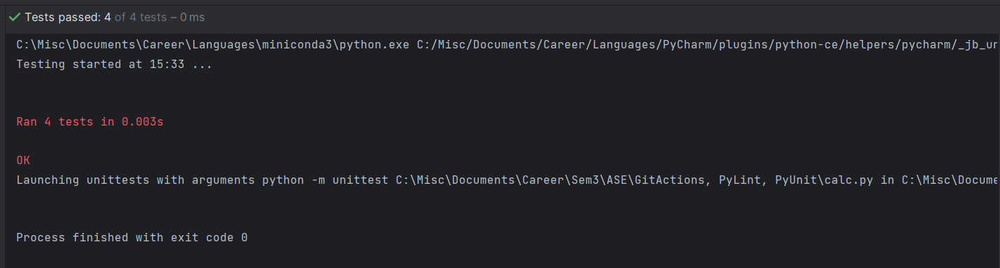 Tests passed: 4 of 4 tests – 0 ms
C:\Misc\Documents\Career\Languages\miniconda3\python.exe C:/Misc/Documents/Career/Languages/PyCharm/plugins/python-ce/helpers/pycharm/_jb_un
Testing started at 15:33 ...
Ran 4 tests in 0.003s
OK
Launching unittests with arguments python -m unittest C:\Misc\Documents\Career\Sem3\ASE\GitActions, PyLint, PyUnit\calc.py in C:\Misc\Docume
Process finished with exit code 0